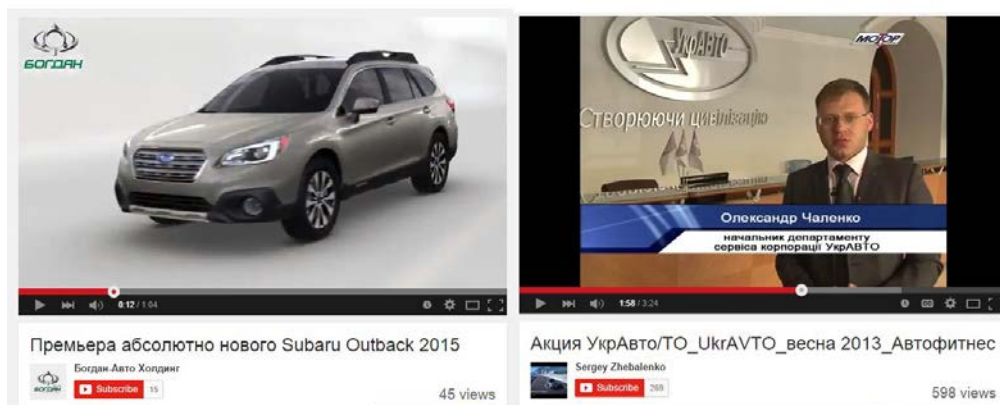 БОГДАН
0:12 / 1:04
Премьера абсолютно нового Subaru Outback 2015
Богдан-Авто Холдинг
БОГДАН
Subscribe 15
45 views
УКРАВТО
МОТОР
Створюючи цивілізацію
Олександр Чаленко
начальник департаменту
сервіса корпорації УкрАВТО
1:58 / 3:24
Акция УкрАвто/ТО_UkrAVTO_весна 2013_Автофитнес
Sergey Zhebalenko
Subscribe 269
598 views